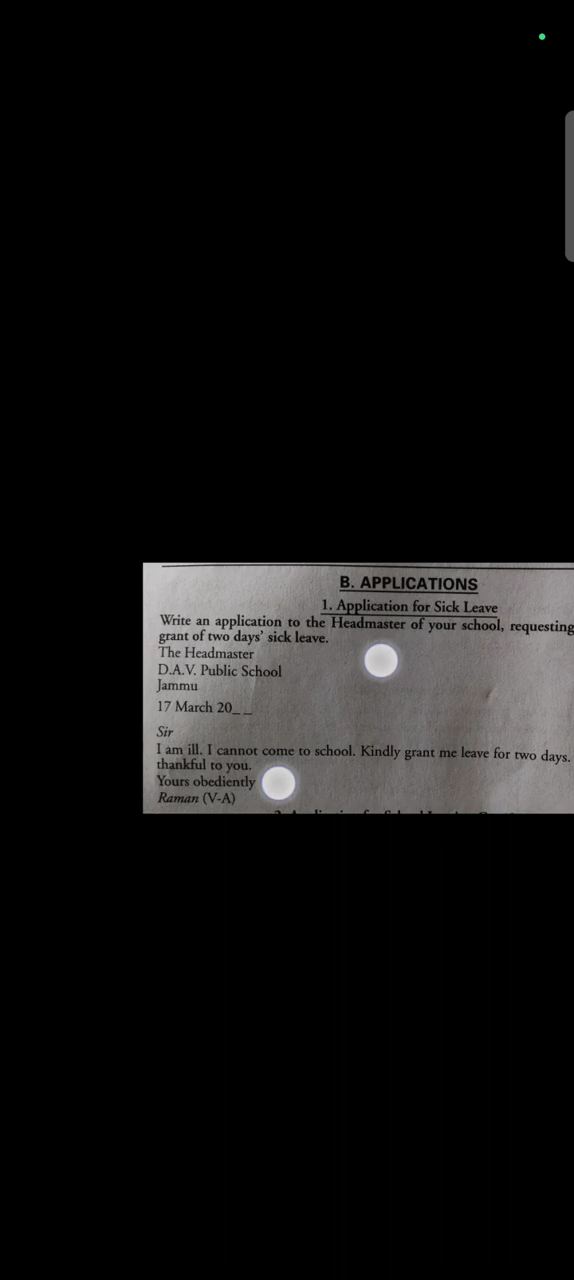 B. APPLICATIONS
1. Application for Sick Leave
Write an application to the Headmaster of your school, requesting
grant of two days' sick leave.
The Headmaster
D.A.V. Public School
Jammu
17 March 20_ _
Sir
I am ill. I cannot come to school. Kindly grant me leave for two days.
thankful to you.
Yours obediently
Raman (V-A)